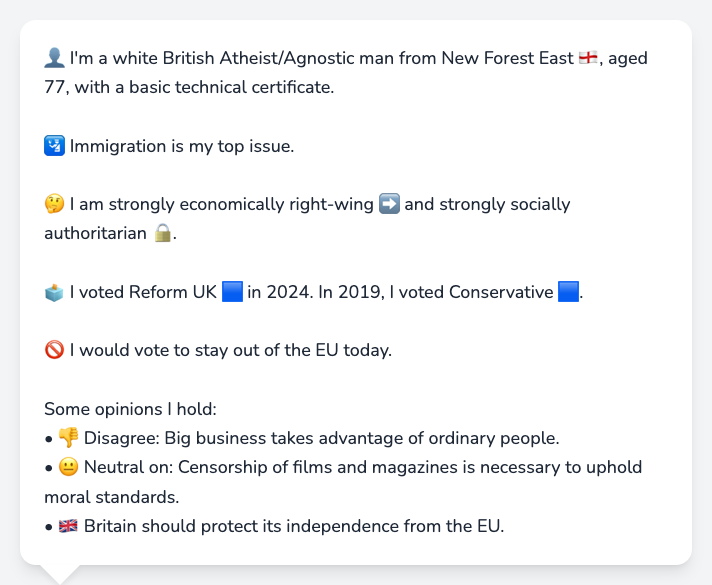 👤 I'm a white British Atheist/Agnostic man from New Forest East 🏴󠁧󠁢󠁥󠁮󠁧󠁿, aged
77, with a basic technical certificate.
🛂 Immigration is my top issue.
🤔 I am strongly economically right-wing ➡️ and strongly socially
authoritarian 🔒.
🗳️ I voted Reform UK 🟦 in 2024. In 2019, I voted Conservative 🟦.
🚫 I would vote to stay out of the EU today.
Some opinions I hold:
• 👎 Disagree: Big business takes advantage of ordinary people.
• 😐 Neutral on: Censorship of films and magazines is necessary to uphold
moral standards.
• 🇬🇧 Britain should protect its independence from the EU.